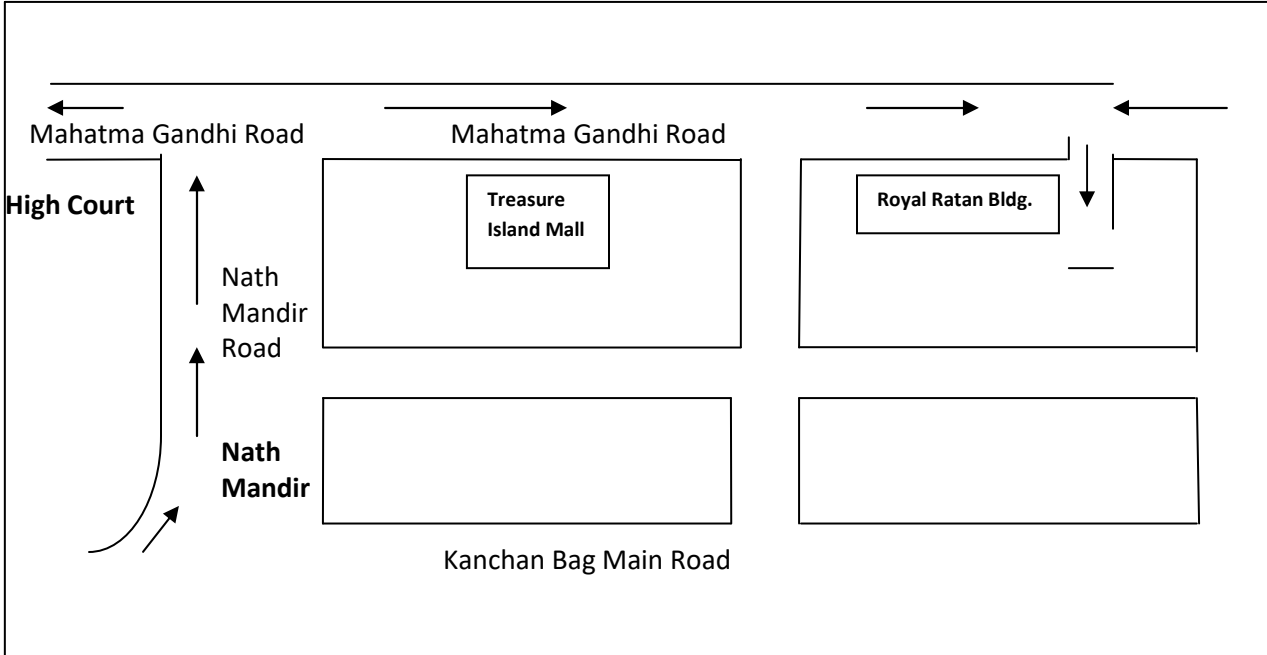 Mahatma Gandhi Road
Mahatma Gandhi Road
High Court
Treasure
Island Mall
Royal Ratan Bldg.
Nath
Mandir
Road
Nath
Mandir
Kanchan Bag Main Road